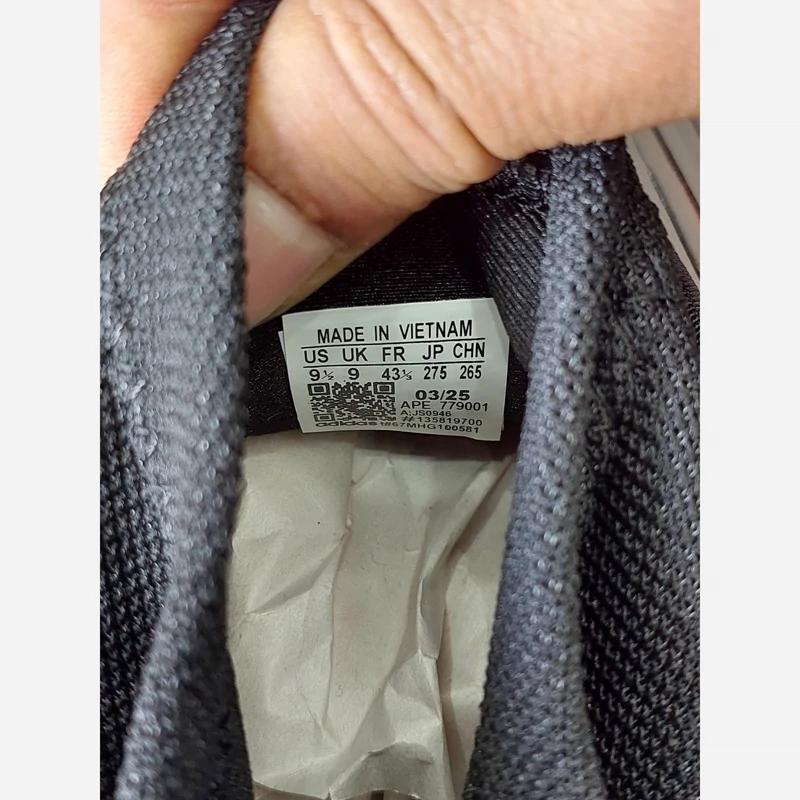 MADE IN VIETNAM
US UK FR JP CHN
9½ 9 43⅓ 275 265
03/25
APE 779001
A:JS0946
#135819700
adidas t#67MHG100581